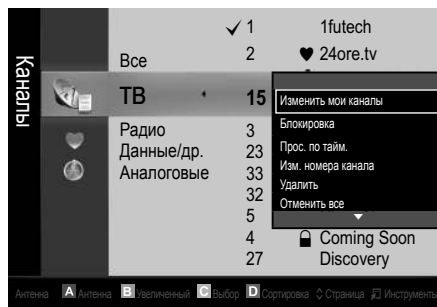 Каналы
1 1futech
Все 2 24ore.tv
ТВ 15
Радио 3
Данные/др. 23
Аналоговые 33
32
5
4 Coming Soon
27 Discovery
Изменить мои каналы
Блокировка
Прос. по тайм.
Изм. номера канала
Удалить
Отменить все
Антенна A Антенна B Увеличенный C Выбор D Сортировка Страница Инструменты